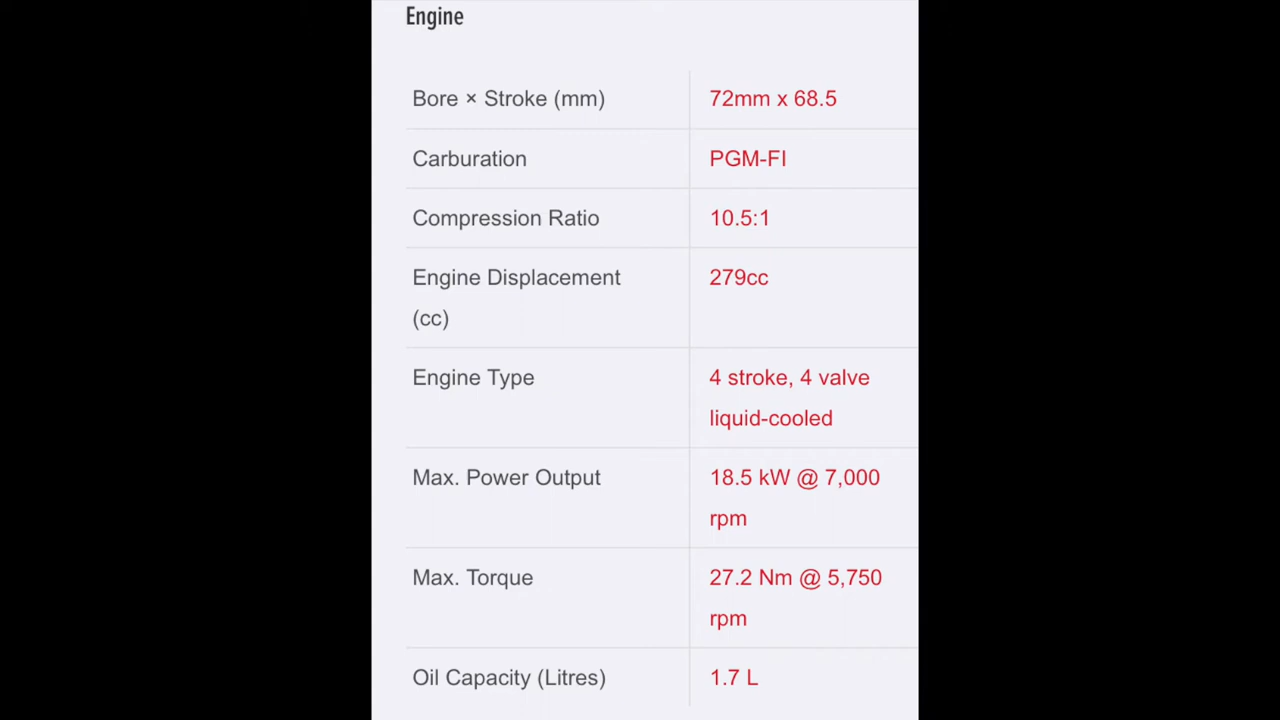 Engine
Bore × Stroke (mm) 72mm x 68.5
Carburation PGM-FI
Compression Ratio 10.5:1
Engine Displacement 279cc
(cc)
Engine Type 4 stroke, 4 valve
liquid-cooled
Max. Power Output 18.5 kW @ 7,000
rpm
Max. Torque 27.2 Nm @ 5,750
rpm
Oil Capacity (Litres) 1.7 L